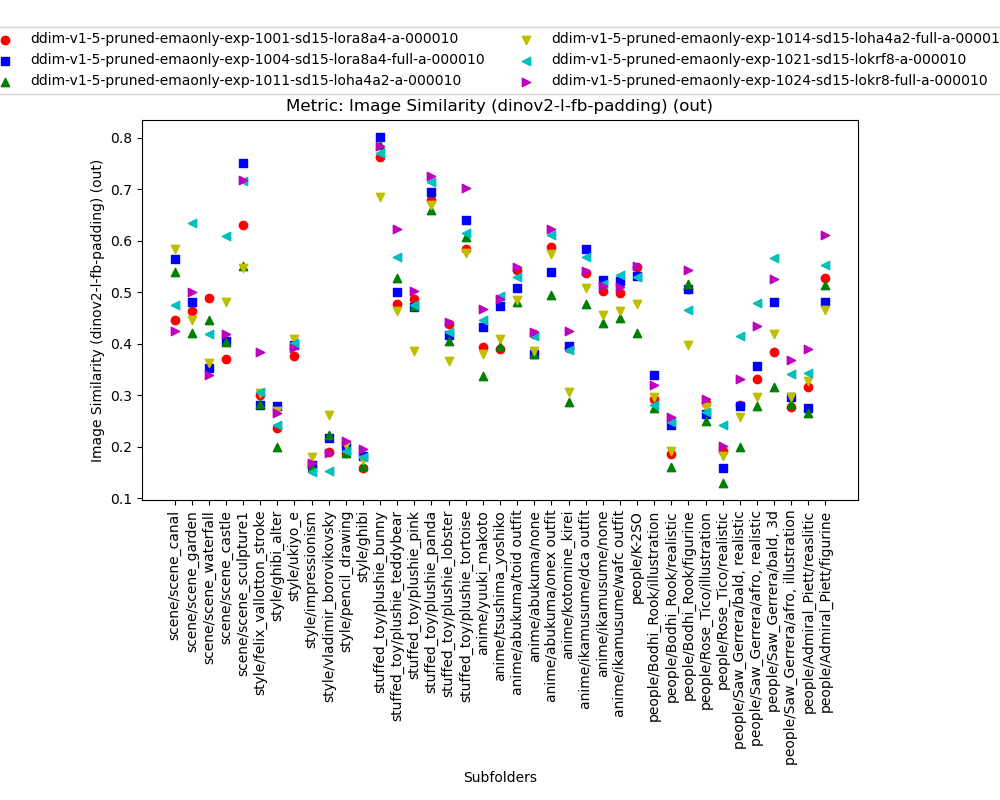 ddim-v1-5-pruned-emaonly-exp-1001-sd15-lora8a4-a-000010
ddim-v1-5-pruned-emaonly-exp-1004-sd15-lora8a4-full-a-000010
ddim-v1-5-pruned-emaonly-exp-1011-sd15-loha4a2-a-000010
ddim-v1-5-pruned-emaonly-exp-1014-sd15-loha4a2-full-a-00001
ddim-v1-5-pruned-emaonly-exp-1021-sd15-lokrf8-a-000010
ddim-v1-5-pruned-emaonly-exp-1024-sd15-lokr8-full-a-000010
Metric: Image Similarity (dinov2-l-fb-padding) (out)
Image Similarity (dinov2-l-fb-padding) (out)
0.8
0.7
0.6
0.5
0.4
0.3
0.2
0.1
scene/scene_canal
scene/scene_garden
scene/scene_waterfall
scene/scene_castle
scene/scene_sculpture1
style/felix_vallotton_stroke
style/ghibi_alter
style/ukiyo_e
style/impressionism
style/vladimir_borovikovsky
style/pencil_drawing
style/ghibi
stuffed_toy/plushie_bunny
stuffed_toy/plushie_teddybear
stuffed_toy/plushie_pink
stuffed_toy/plushie_panda
stuffed_toy/plushie_lobster
stuffed_toy/plushie_tortoise
anime/yuuki_makoto
anime/tsushima_yoshiko
anime/abukuma/toid outfit
anime/abukuma/none
anime/abukuma/onex outfit
anime/kotomine_kirei
anime/ikamusume/dca outfit
anime/ikamusume/none
anime/ikamusume/wafc outfit
people/K-2SO
people/Bodhi_Rook/illustration
people/Bodhi_Rook/realistic
people/Bodhi_Rook/figurine
people/Rose_Tico/illustration
people/Rose_Tico/realistic
people/Saw_Gerrera/bald, realistic
people/Saw_Gerrera/afro, realistic
people/Saw_Gerrera/bald, 3d
people/Saw_Gerrera/afro, illustration
people/Admiral_Piett/reaslitic
people/Admiral_Piett/figurine
Subfolders